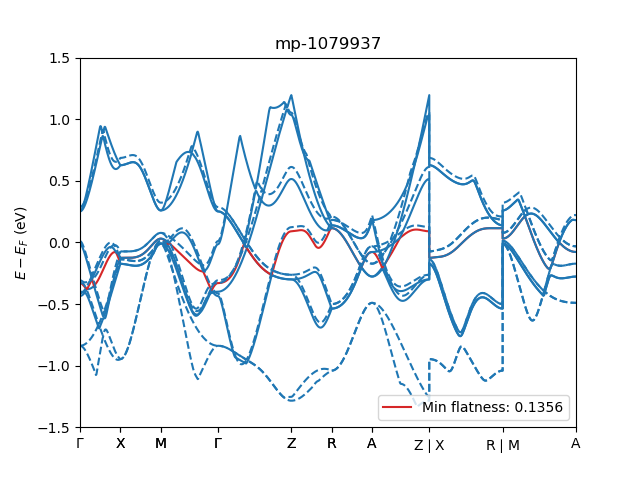 mp-1079937
1.5
1.0
0.5
0.0
−0.5
−1.0
−1.5
E − E_F (eV)
Min flatness: 0.1356
Γ X M Γ Z R A Z | X R | M A